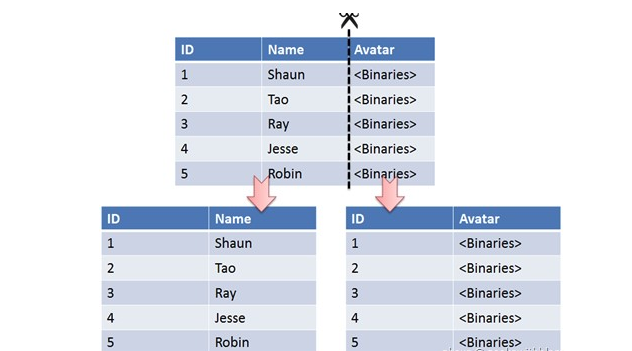 ID Name Avatar
1 Shaun <Binaries>
2 Tao <Binaries>
3 Ray <Binaries>
4 Jesse <Binaries>
5 Robin <Binaries>
ID Name
1 Shaun
2 Tao
3 Ray
4 Jesse
5 Robin
ID Avatar
1 <Binaries>
2 <Binaries>
3 <Binaries>
4 <Binaries>
5 <Binaries>